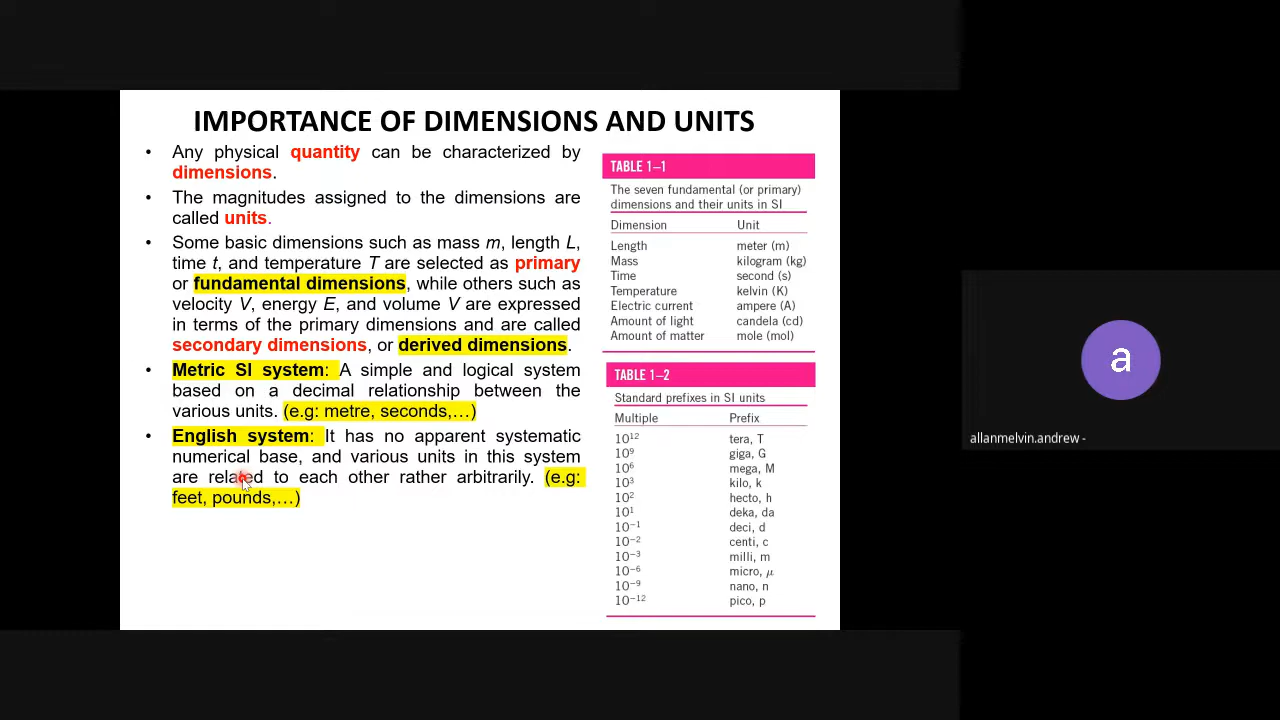 IMPORTANCE OF DIMENSIONS AND UNITS
• Any physical quantity can be characterized by
dimensions.
• The magnitudes assigned to the dimensions are
called units.
• Some basic dimensions such as mass m, length L,
time t, and temperature T are selected as primary
or fundamental dimensions, while others such as
velocity V, energy E, and volume V are expressed
in terms of the primary dimensions and are called
secondary dimensions, or derived dimensions.
• Metric SI system: A simple and logical system
based on a decimal relationship between the
various units. (e.g: metre, seconds,…)
• English system: It has no apparent systematic
numerical base, and various units in this system
are related to each other rather arbitrarily. (e.g:
feet, pounds,…)
TABLE 1–1
The seven fundamental (or primary)
dimensions and their units in SI
Dimension Unit
Length meter (m)
Mass kilogram (kg)
Time second (s)
Temperature kelvin (K)
Electric current ampere (A)
Amount of light candela (cd)
Amount of matter mole (mol)
TABLE 1–2
Standard prefixes in SI units
Multiple Prefix
10¹² tera, T
10⁹ giga, G
10⁶ mega, M
10³ kilo, k
10² hecto, h
10¹ deka, da
10⁻¹ deci, d
10⁻² centi, c
10⁻³ milli, m
10⁻⁶ micro, μ
10⁻⁹ nano, n
10⁻¹² pico, p
a
allanmelvin.andrew -